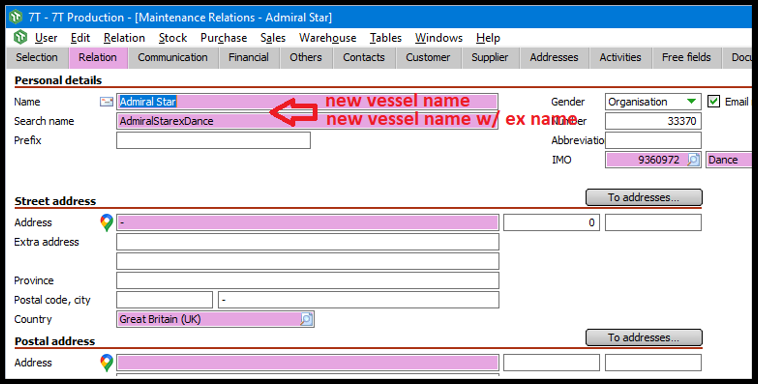 7T - 7T Production - [Maintenance Relations - Admiral Star]
User Edit Relation Stock Purchase Sales Warehouse Tables Windows Help
Selection Relation Communication Financial Others Contacts Customer Supplier Addresses Activities Free fields Docu
Personal details
Name Admiral Star new vessel name Gender Organisation Email
Search name AdmiralStarexDance new vessel name w/ ex name Number 33370
Prefix Abbreviation
IMO 9360972 Dance
Street address To addresses...
Address - 0
Extra address
Province
Postal code, city -
Country Great Britain (UK)
Postal address To addresses...
Address